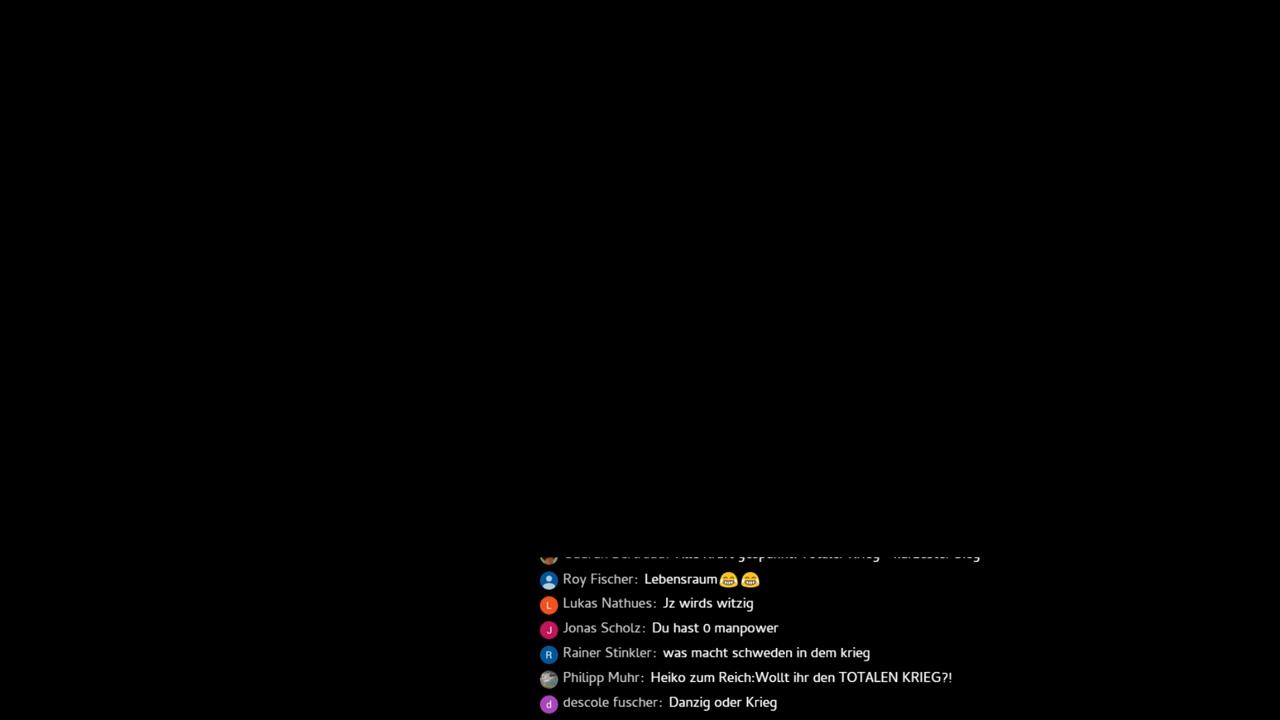 Roy Fischer: Lebensraum😂😂
L Lukas Nathues: Jz wirds witzig
J Jonas Scholz: Du hast 0 manpower
R Rainer Stinkler: was macht schweden in dem krieg
Philipp Muhr: Heiko zum Reich:Wollt ihr den TOTALEN KRIEG?!
d descole fuscher: Danzig oder Krieg